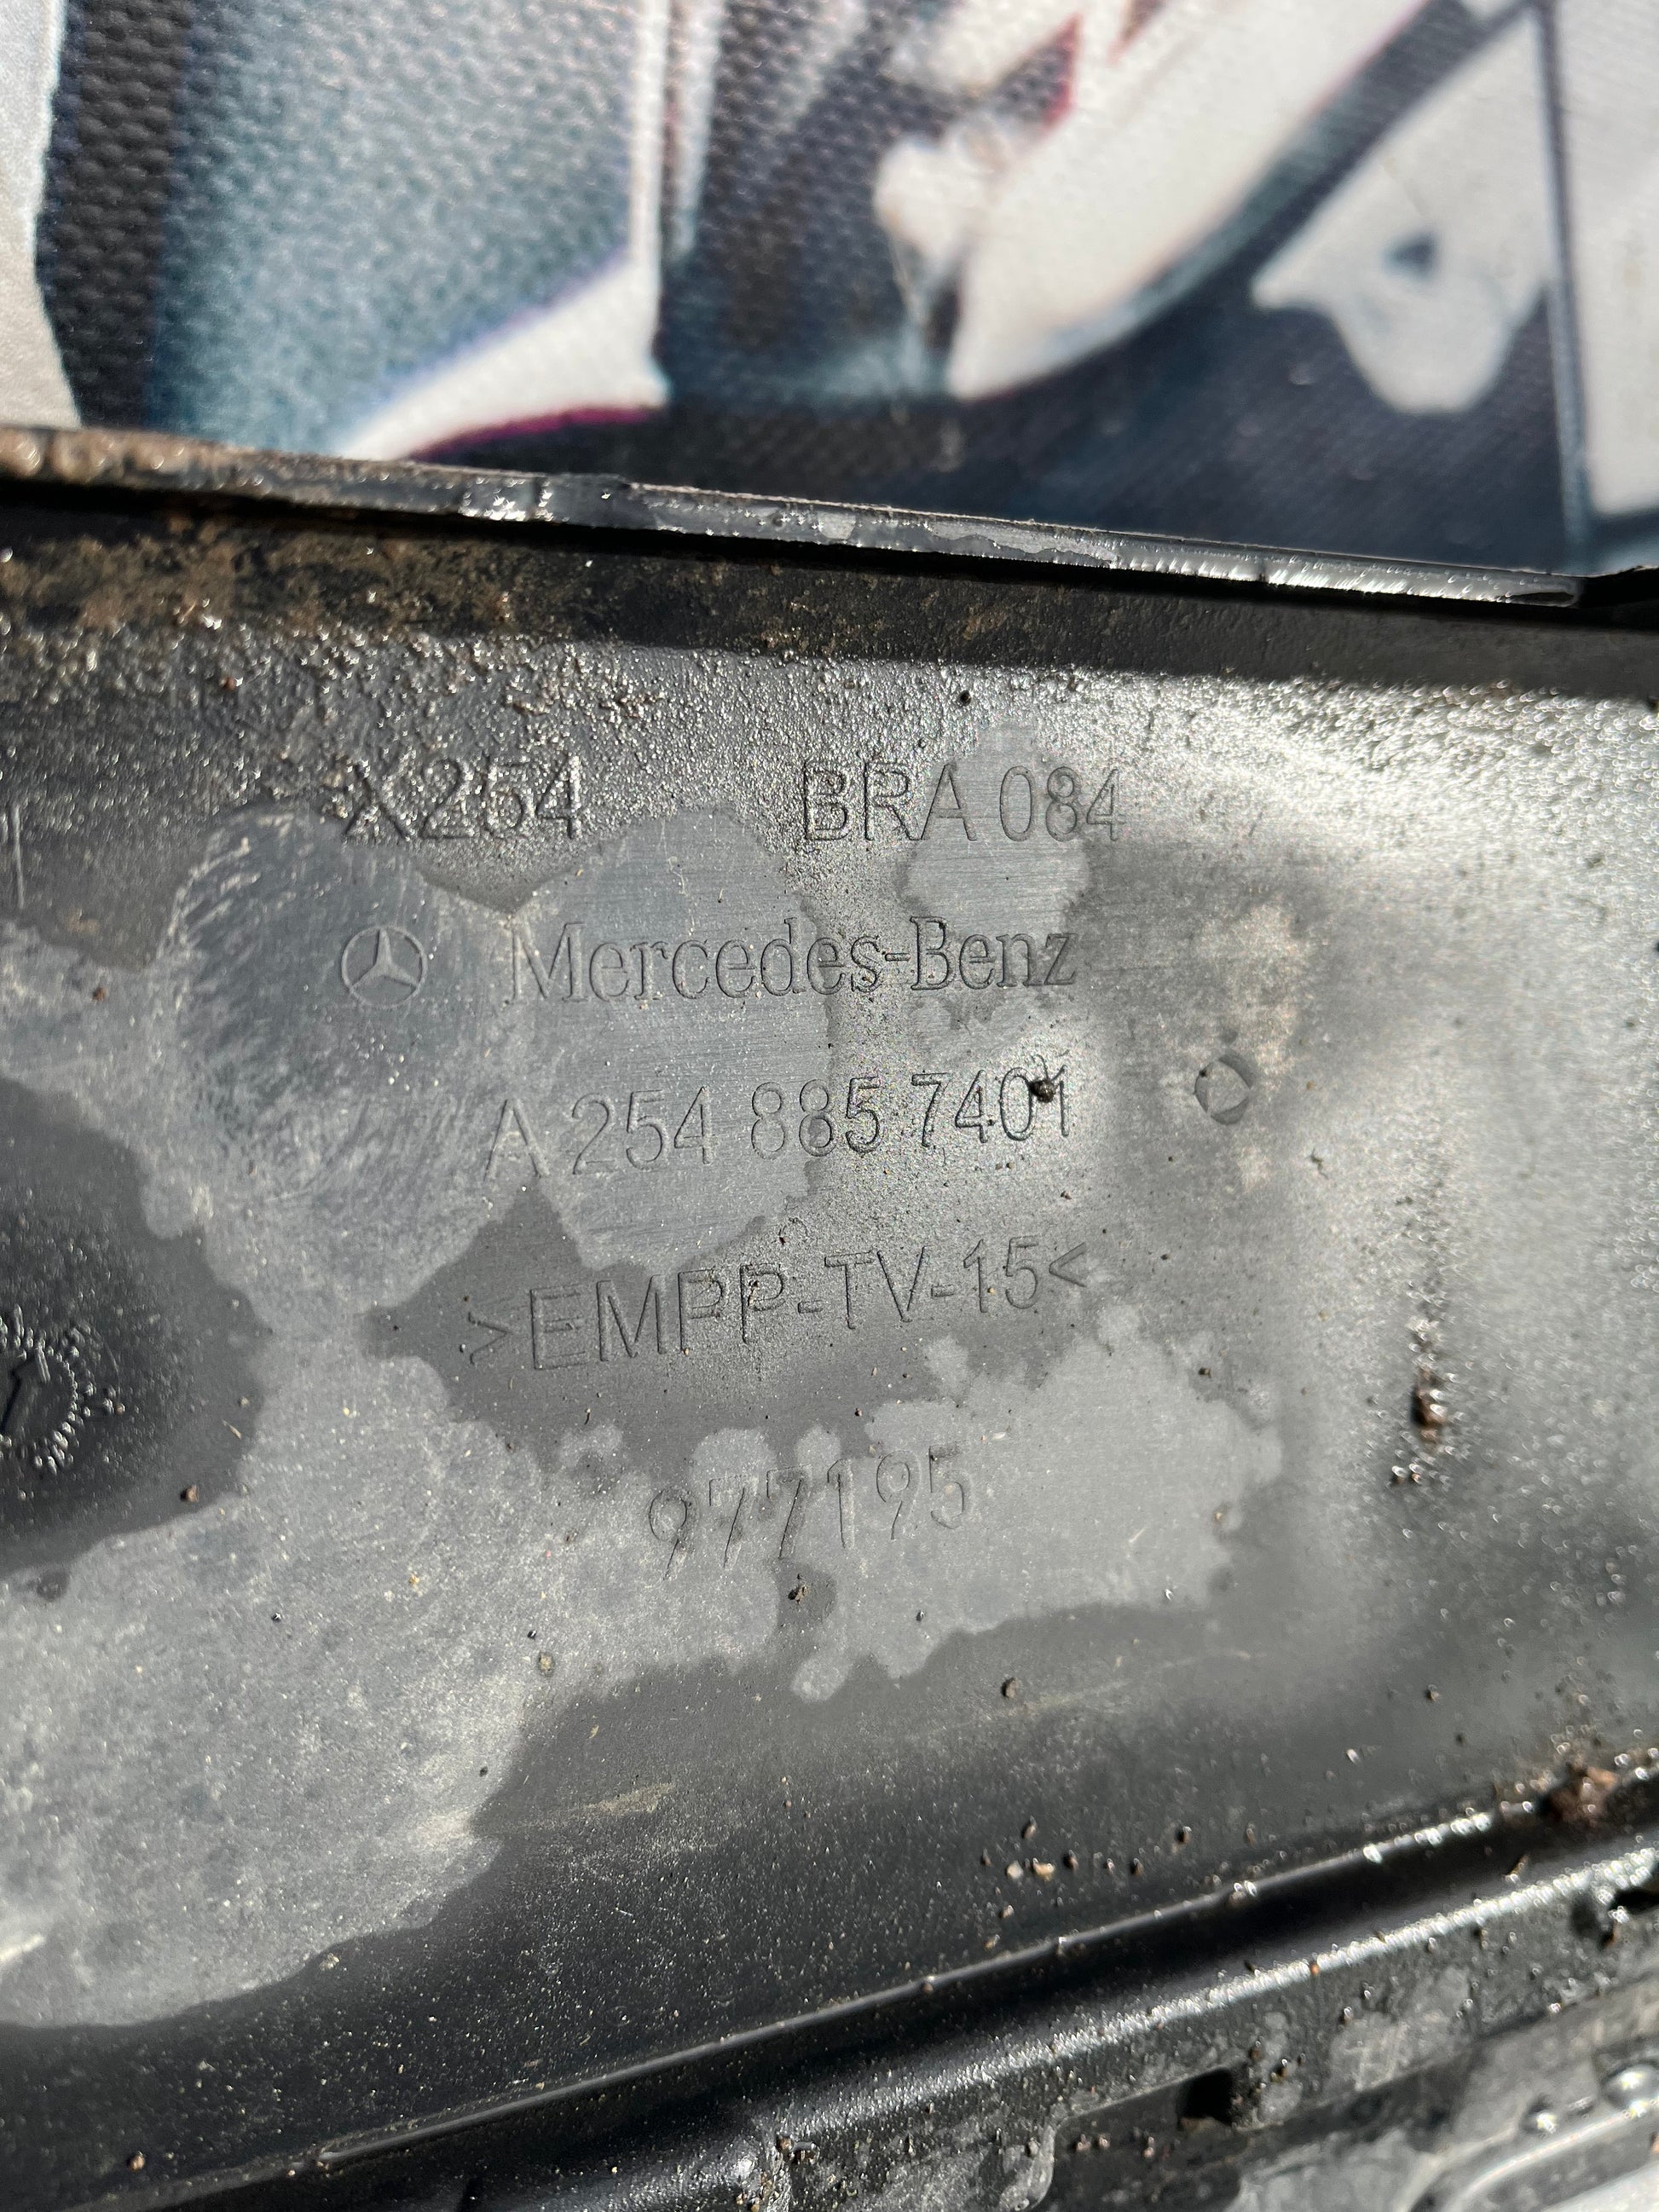 X254 BRA 084
Mercedes-Benz
A 254 885 7401
>EMPP-TV-15<
977195